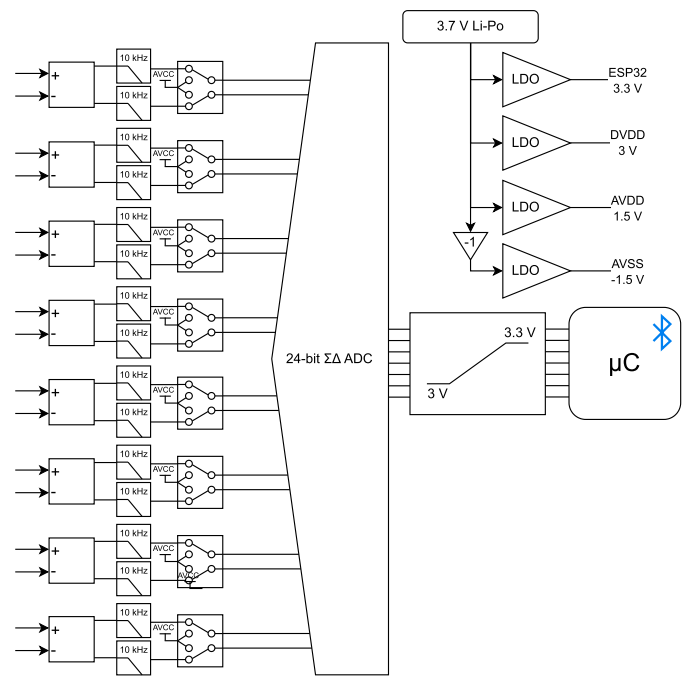 3.7 V Li-Po
10 kHz
+
AVCC
-
10 kHz
LDO
ESP32
3.3 V
10 kHz
+
AVCC
-
10 kHz
LDO
DVDD
3 V
10 kHz
+
AVCC
-
10 kHz
LDO
AVDD
1.5 V
-1
LDO
AVSS
-1.5 V
10 kHz
+
AVCC
-
10 kHz
24-bit ΣΔ ADC
3.3 V
3 V
µC
10 kHz
+
AVCC
-
10 kHz
10 kHz
+
AVCC
-
10 kHz
10 kHz
+
AVCC
-
10 kHz
AVCC
10 kHz
+
AVCC
-
10 kHz